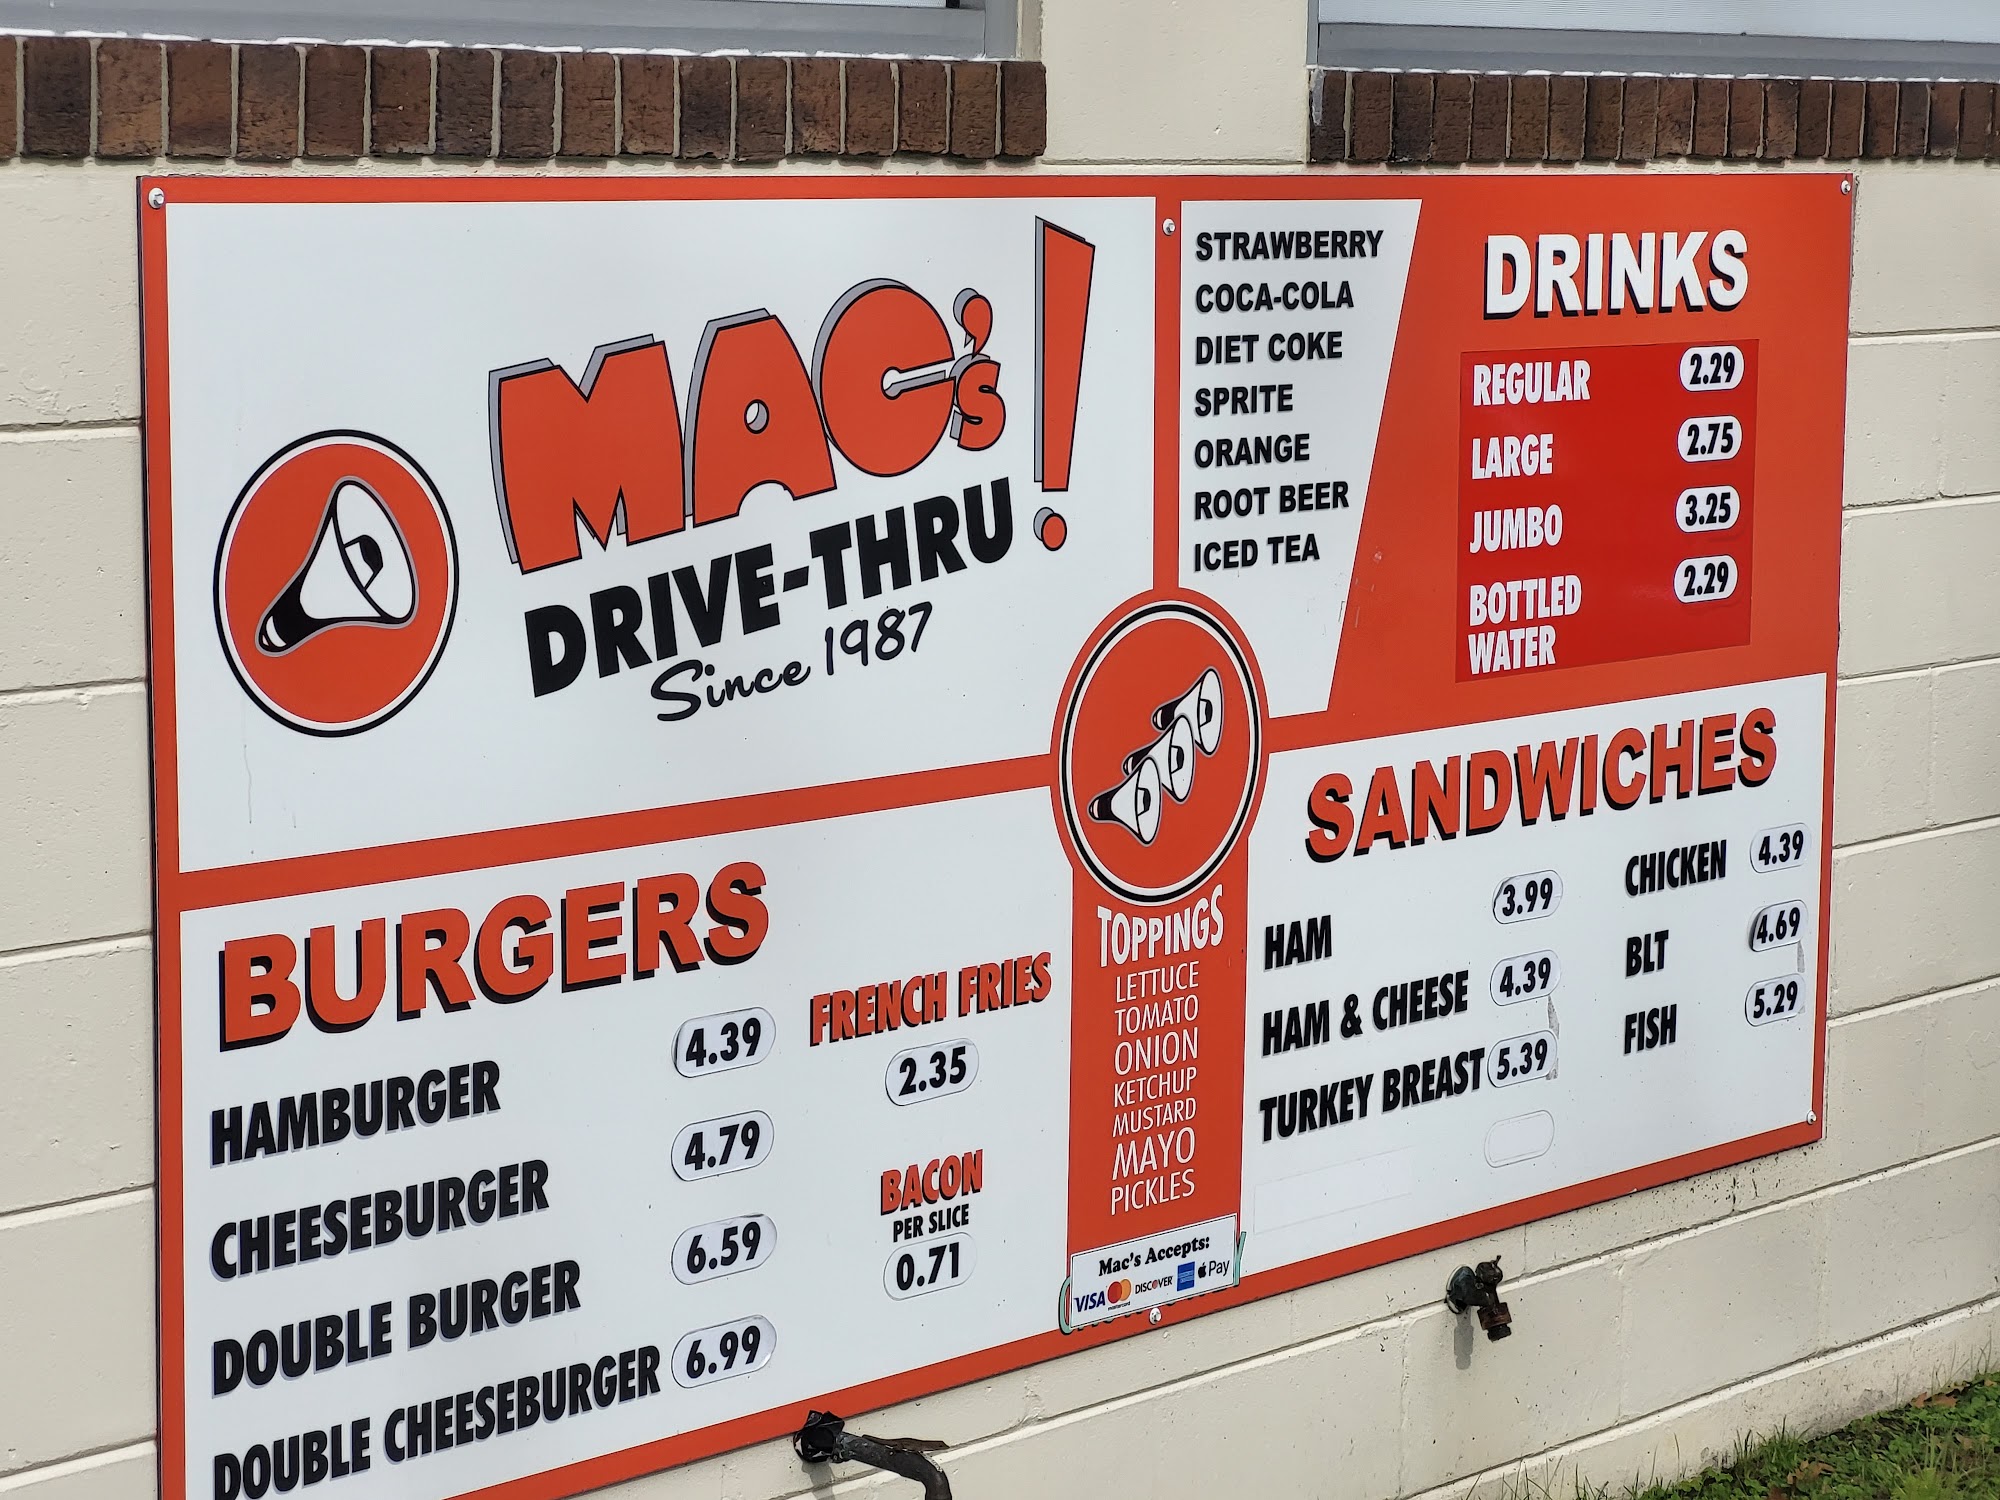 MAC's!
DRIVE-THRU
Since 1987
STRAWBERRY
COCA-COLA
DIET COKE
SPRITE
ORANGE
ROOT BEER
ICED TEA
DRINKS
REGULAR 2.29
LARGE 2.75
JUMBO 3.25
BOTTLED 2.29
WATER
BURGERS
HAMBURGER 4.39
CHEESEBURGER 4.79
DOUBLE BURGER 6.59
DOUBLE CHEESEBURGER 6.99
FRENCH FRIES
2.35
BACON
PER SLICE
0.71
TOPPINGS
LETTUCE
TOMATO
ONION
KETCHUP
MUSTARD
MAYO
PICKLES
Mac's Accepts:
VISA mastercard DISCOVER Pay
SANDWICHES
HAM 3.99
HAM & CHEESE 4.39
TURKEY BREAST 5.39
CHICKEN 4.39
BLT 4.69
FISH 5.29